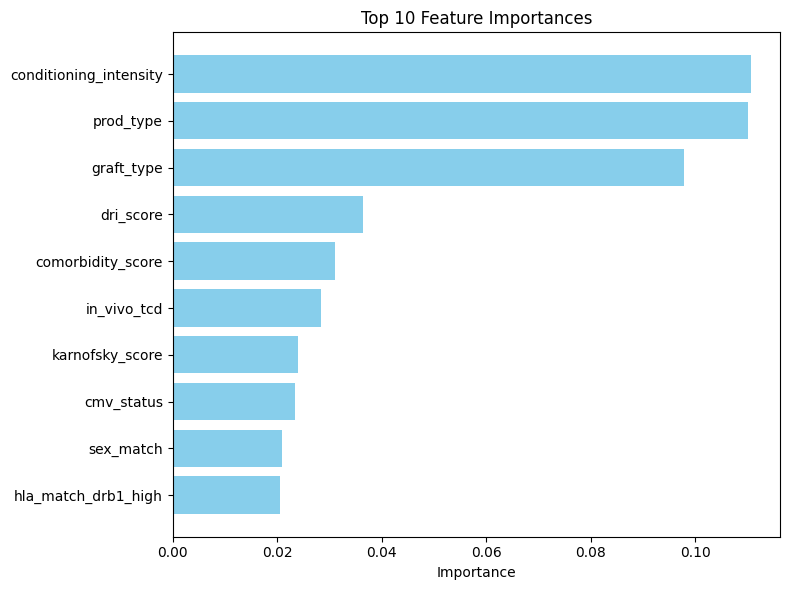 Top 10 Feature Importances
conditioning_intensity
prod_type
graft_type
dri_score
comorbidity_score
in_vivo_tcd
karnofsky_score
cmv_status
sex_match
hla_match_drb1_high
0.00 0.02 0.04 0.06 0.08 0.10
Importance